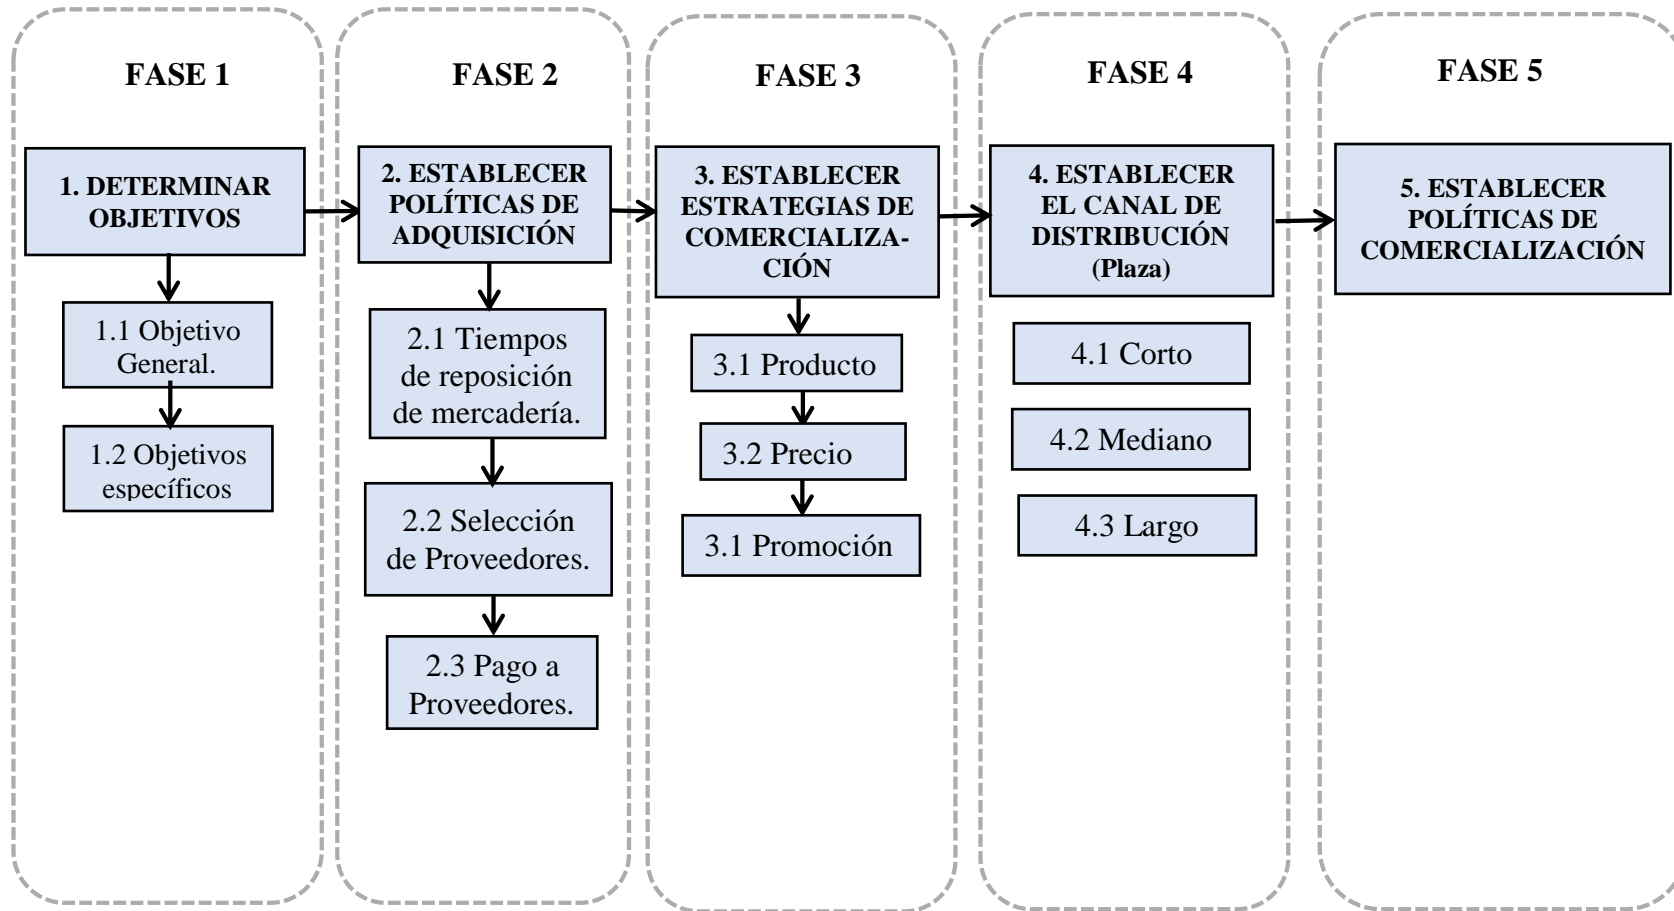 FASE 1
1. DETERMINAR
OBJETIVOS
1.1 Objetivo
General.
1.2 Objetivos
específicos
FASE 2
2. ESTABLECER
POLÍTICAS DE
ADQUISICIÓN
2.1 Tiempos
de reposición
de mercadería.
2.2 Selección
de Proveedores.
2.3 Pago a
Proveedores.
FASE 3
3. ESTABLECER
ESTRATEGIAS DE
COMERCIALIZA-
CIÓN
3.1 Producto
3.2 Precio
3.1 Promoción
FASE 4
4. ESTABLECER
EL CANAL DE
DISTRIBUCIÓN
(Plaza)
4.1 Corto
4.2 Mediano
4.3 Largo
FASE 5
5. ESTABLECER
POLÍTICAS DE
COMERCIALIZACIÓN